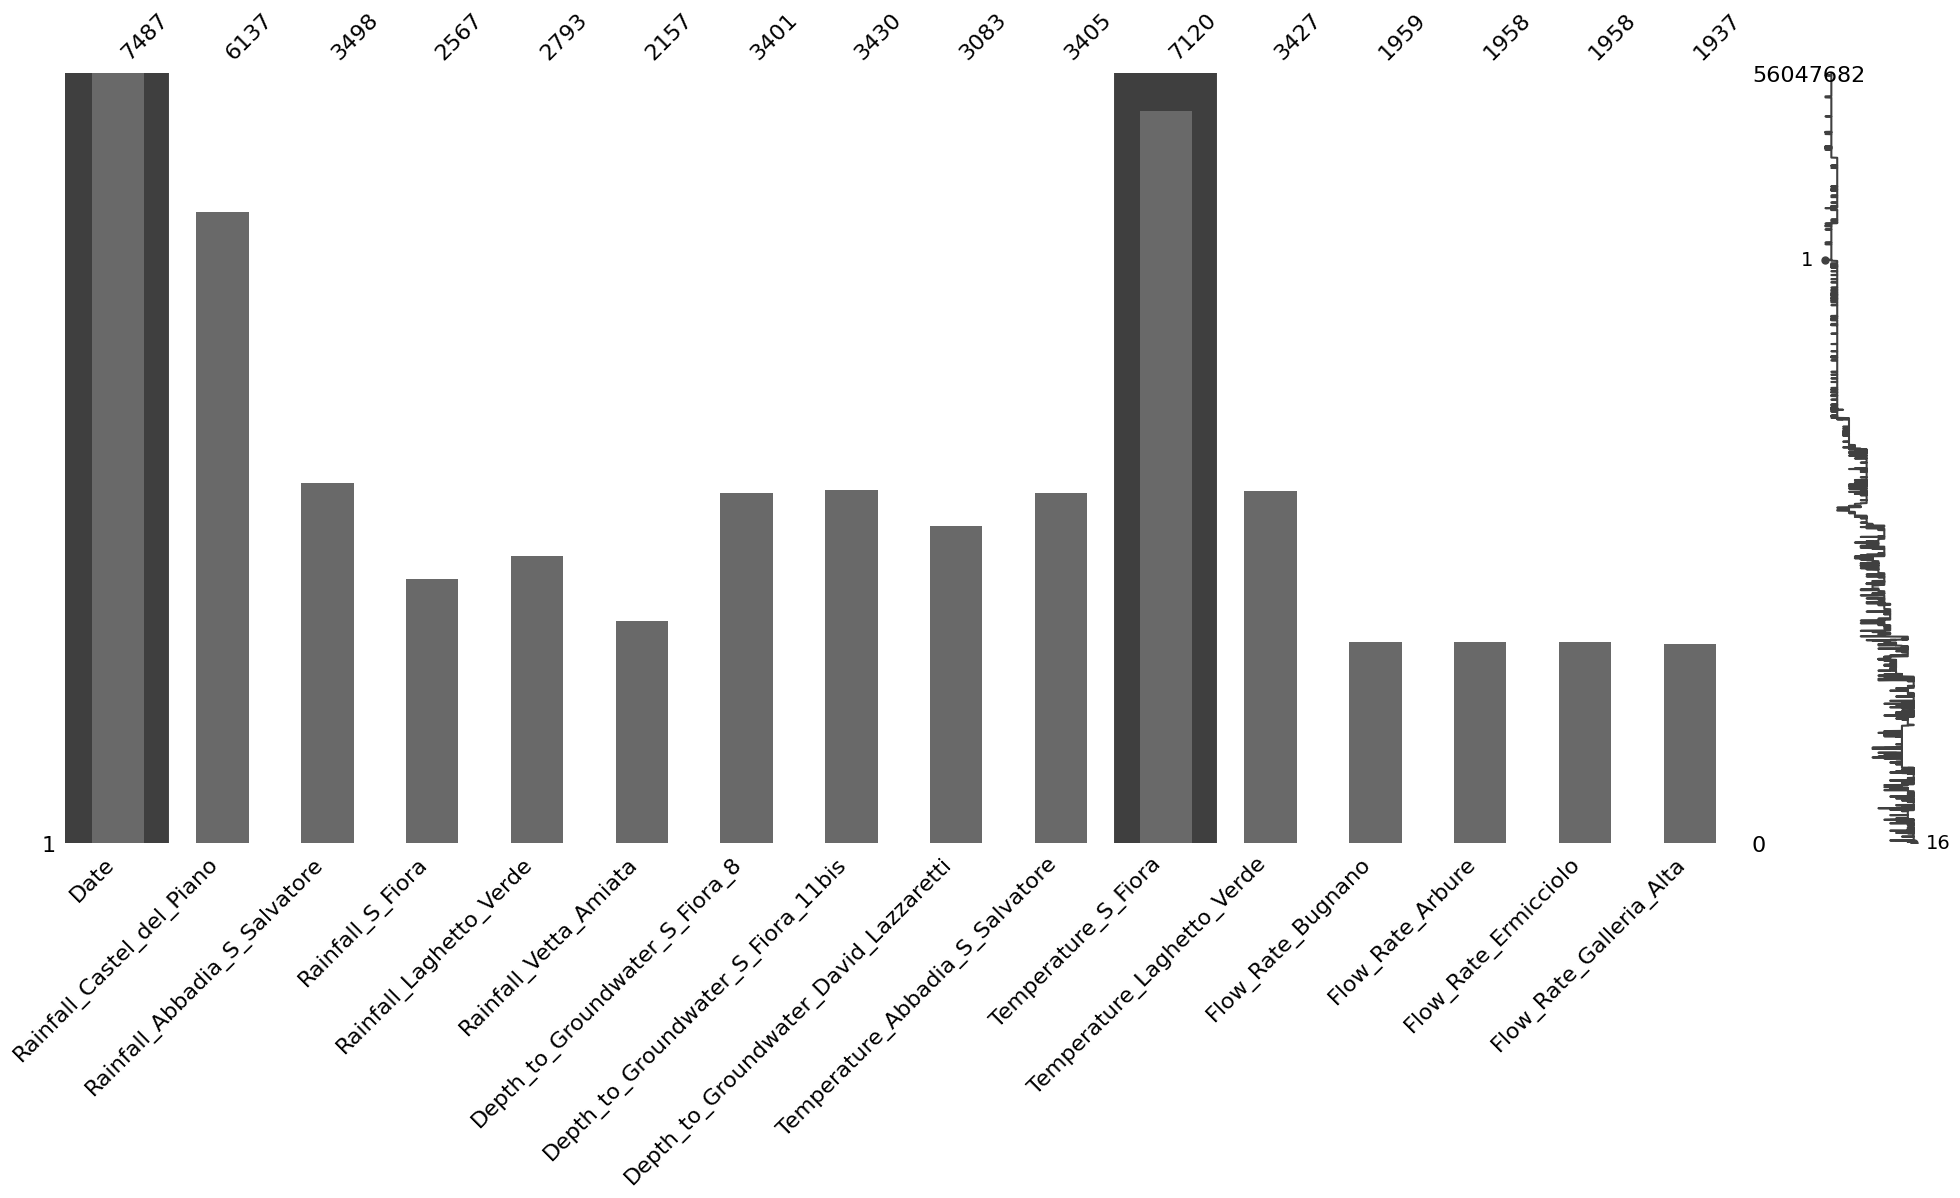 7487
6137
3498
2567
2793
2157
3401
3430
3083
3405
7120
3427
1959
1958
1958
1937
56047682
1
1
0
16
Date
Rainfall_Castel_del_Piano
Rainfall_Abbadia_S_Salvatore
Rainfall_S_Fiora
Rainfall_Laghetto_Verde
Rainfall_Vetta_Amiata
Depth_to_Groundwater_S_Fiora_8
Depth_to_Groundwater_S_Fiora_11bis
Depth_to_Groundwater_David_Lazzaretti
Temperature_Abbadia_S_Salvatore
Temperature_S_Fiora
Temperature_Laghetto_Verde
Flow_Rate_Bugnano
Flow_Rate_Arbure
Flow_Rate_Ermicciolo
Flow_Rate_Galleria_Alta